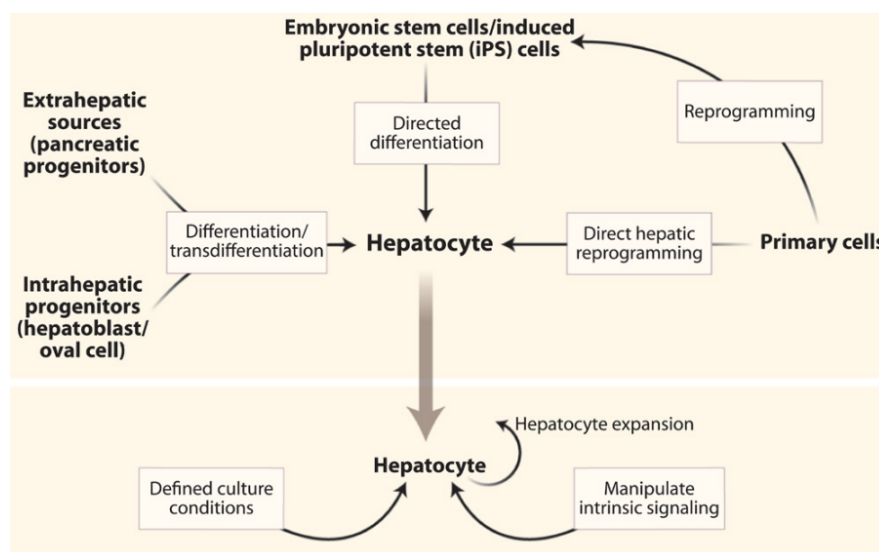 Embryonic stem cells/induced
pluripotent stem (iPS) cells
Extrahepatic
sources
(pancreatic
progenitors)
Directed
differentiation
Reprogramming
Differentiation/
transdifferentiation
Hepatocyte
Direct hepatic
reprogramming
Primary cells
Intrahepatic
progenitors
(hepatoblast/
oval cell)
Hepatocyte expansion
Hepatocyte
Defined culture
conditions
Manipulate
intrinsic signaling